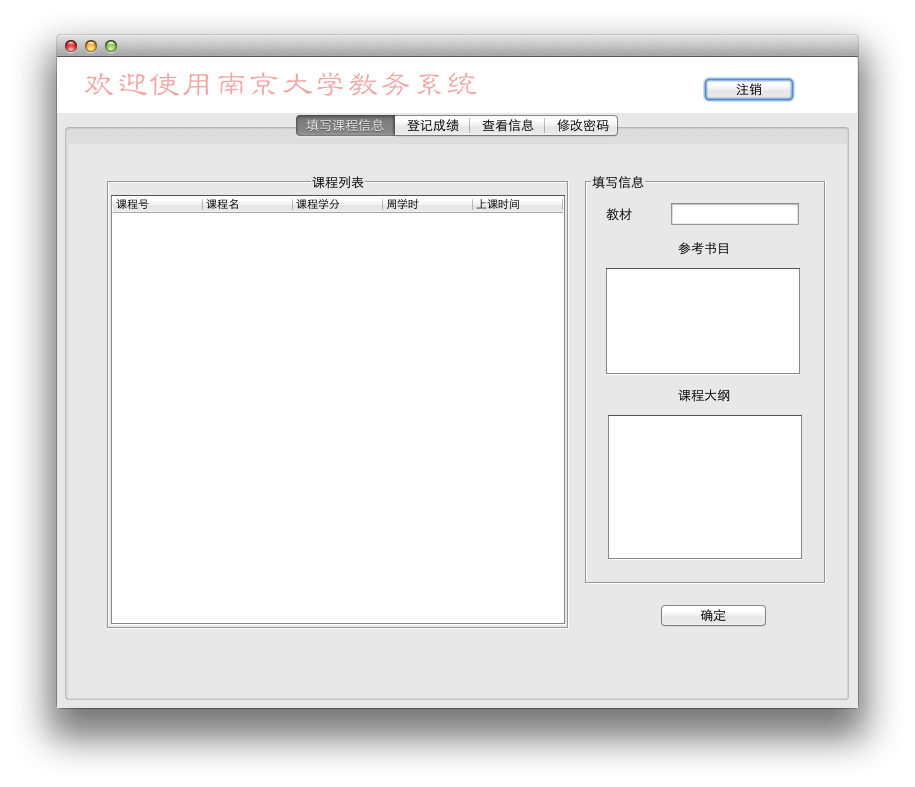 欢迎使用南京大学教务系统
注销
填写课程信息 登记成绩 查看信息 修改密码
课程列表
课程号 课程名 课程学分 周学时 上课时间
填写信息
教材
参考书目
课程大纲
确定